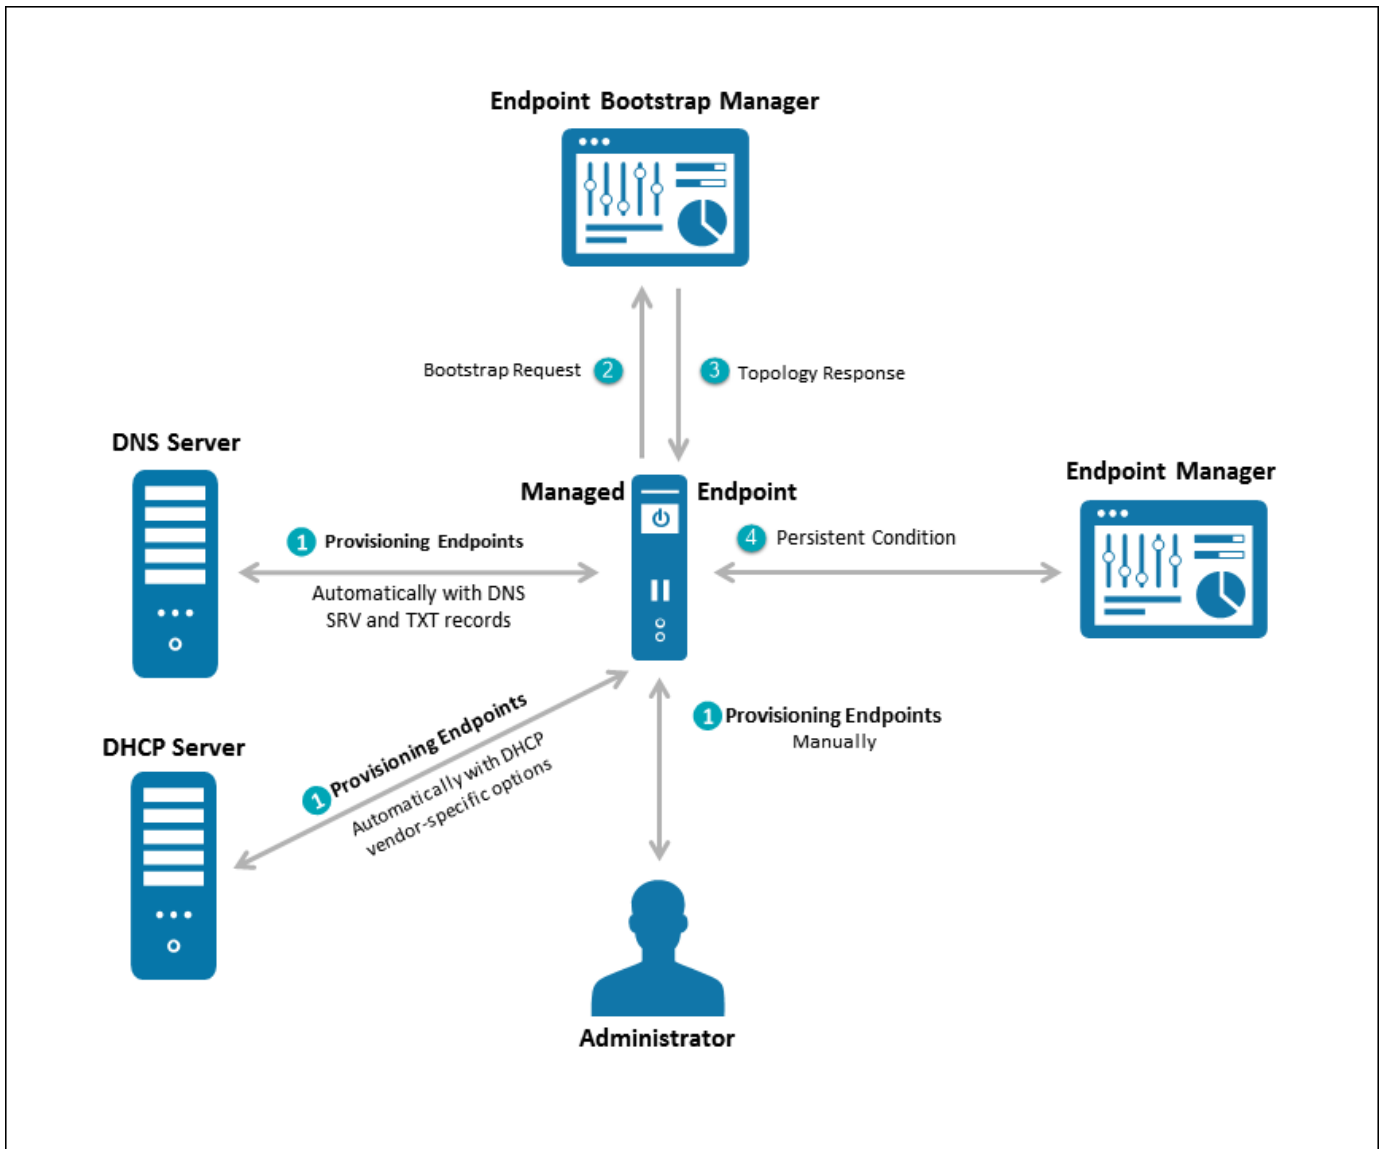 Endpoint Bootstrap Manager
Bootstrap Request 2
3 Topology Response
DNS Server
Endpoint Manager
Managed Endpoint
1 Provisioning Endpoints
Automatically with DNS
SRV and TXT records
4 Persistent Condition
1 Provisioning Endpoints
Automatically with DHCP
vendor-specific options
1 Provisioning Endpoints
Manually
DHCP Server
Administrator